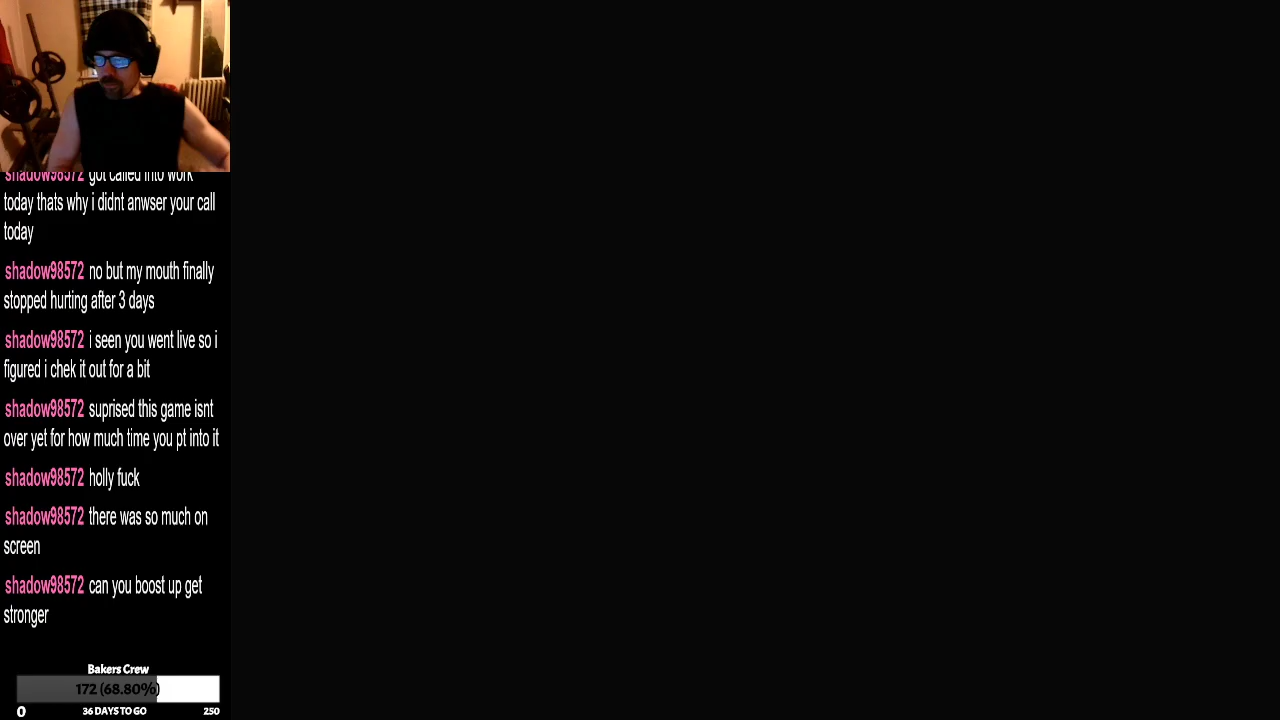 shadow98572 got called into work
today thats why i didnt anwser your call
today
shadow98572 no but my mouth finally
stopped hurting after 3 days
shadow98572 i seen you went live so i
figured i chek it out for a bit
shadow98572 suprised this game isnt
over yet for how much time you pt into it
shadow98572 holly fuck
shadow98572 there was so much on
screen
shadow98572 can you boost up get
stronger
Bakers Crew
172 (68.80%)
0 36 DAYS TO GO 250